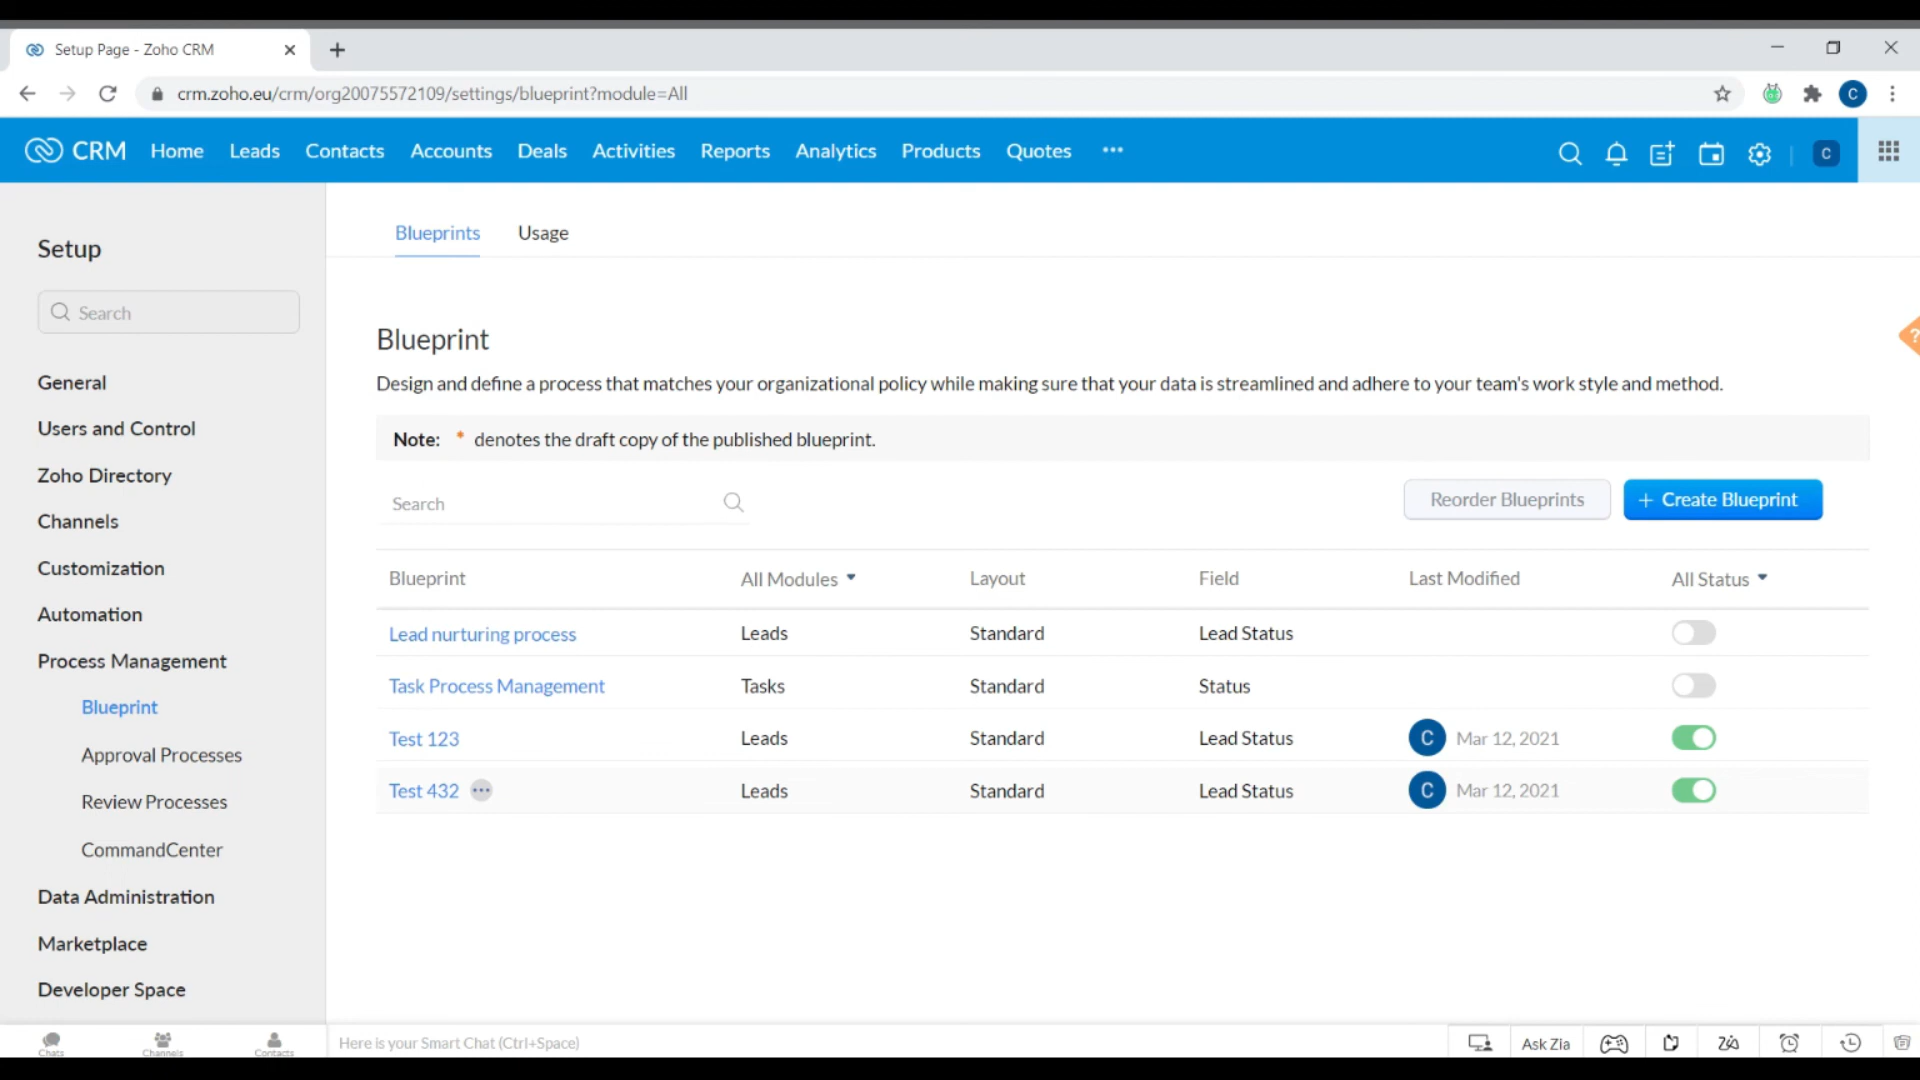 Setup Page - Zoho CRM
crm.zoho.eu/crm/org20075572109/settings/blueprint?module=All
C
CRM Home Leads Contacts Accounts Deals Activities Reports Analytics Products Quotes ••• C
Setup
Search
General
Users and Control
Zoho Directory
Channels
Customization
Automation
Process Management
Blueprint
Approval Processes
Review Processes
CommandCenter
Data Administration
Marketplace
Developer Space
Blueprints Usage
Blueprint
Design and define a process that matches your organizational policy while making sure that your data is streamlined and adhere to your team's work style and method.
Note: * denotes the draft copy of the published blueprint.
Search
Reorder Blueprints + Create Blueprint
Blueprint All Modules Layout Field Last Modified All Status
Lead nurturing process Leads Standard Lead Status
Task Process Management Tasks Standard Status
Test 123 Leads Standard Lead Status C Mar 12, 2021
Test 432 ••• Leads Standard Lead Status C Mar 12, 2021
?
Chats Channels Contacts
Here is your Smart Chat (Ctrl+Space)
Ask Zia